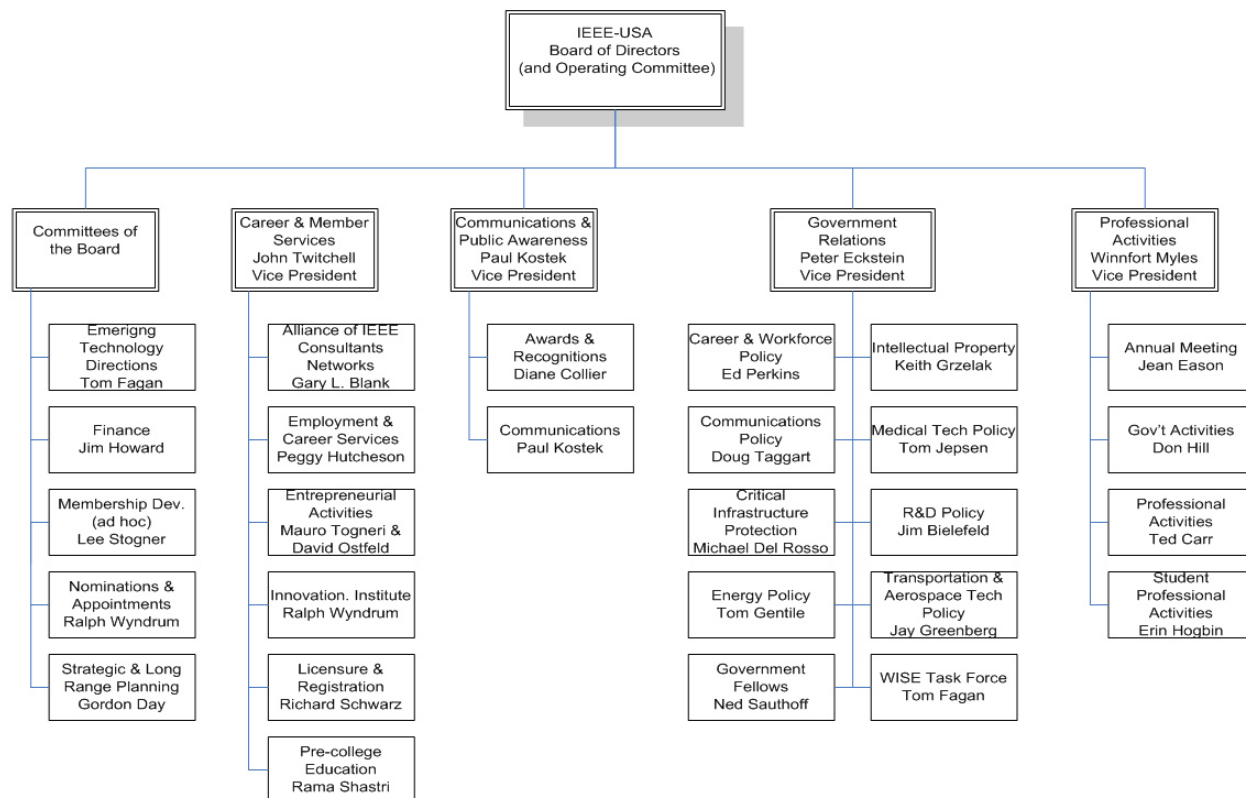 IEEE-USA
Board of Directors
(and Operating Committee)
Committees of
the Board
Career & Member
Services
John Twitchell
Vice President
Communications &
Public Awareness
Paul Kostek
Vice President
Government
Relations
Peter Eckstein
Vice President
Professional
Activities
Winnfort Myles
Vice President
Emerigng
Technology
Directions
Tom Fagan
Finance
Jim Howard
Membership Dev.
(ad hoc)
Lee Stogner
Nominations &
Appointments
Ralph Wyndrum
Strategic & Long
Range Planning
Gordon Day
Alliance of IEEE
Consultants
Networks
Gary L. Blank
Employment &
Career Services
Peggy Hutcheson
Entrepreneurial
Activities
Mauro Togneri &
David Ostfeld
Innovation. Institute
Ralph Wyndrum
Licensure &
Registration
Richard Schwarz
Pre-college
Education
Rama Shastri
Awards &
Recognitions
Diane Collier
Communications
Paul Kostek
Career & Workforce
Policy
Ed Perkins
Communications
Policy
Doug Taggart
Critical
Infrastructure
Protection
Michael Del Rosso
Energy Policy
Tom Gentile
Government
Fellows
Ned Sauthoff
Intellectual Property
Keith Grzelak
Medical Tech Policy
Tom Jepsen
R&D Policy
Jim Bielefeld
Transportation &
Aerospace Tech
Policy
Jay Greenberg
WISE Task Force
Tom Fagan
Annual Meeting
Jean Eason
Gov't Activities
Don Hill
Professional
Activities
Ted Carr
Student
Professional
Activities
Erin Hogbin